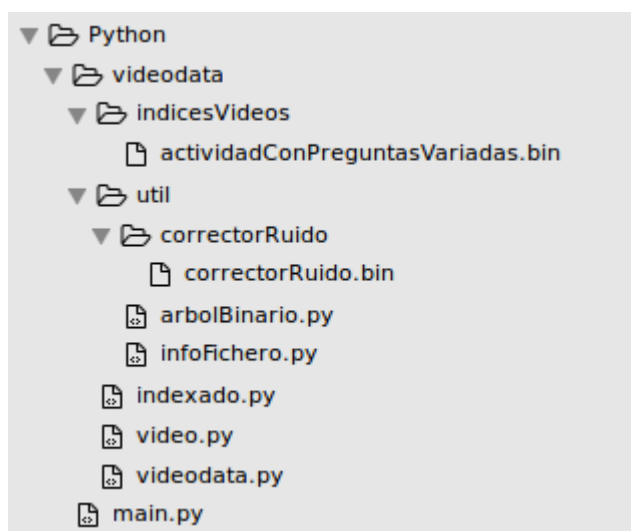 Python
videodata
indicesVideos
actividadConPreguntasVariadas.bin
util
correctorRuido
correctorRuido.bin
arbolBinario.py
infoFichero.py
indexado.py
video.py
videodata.py
main.py